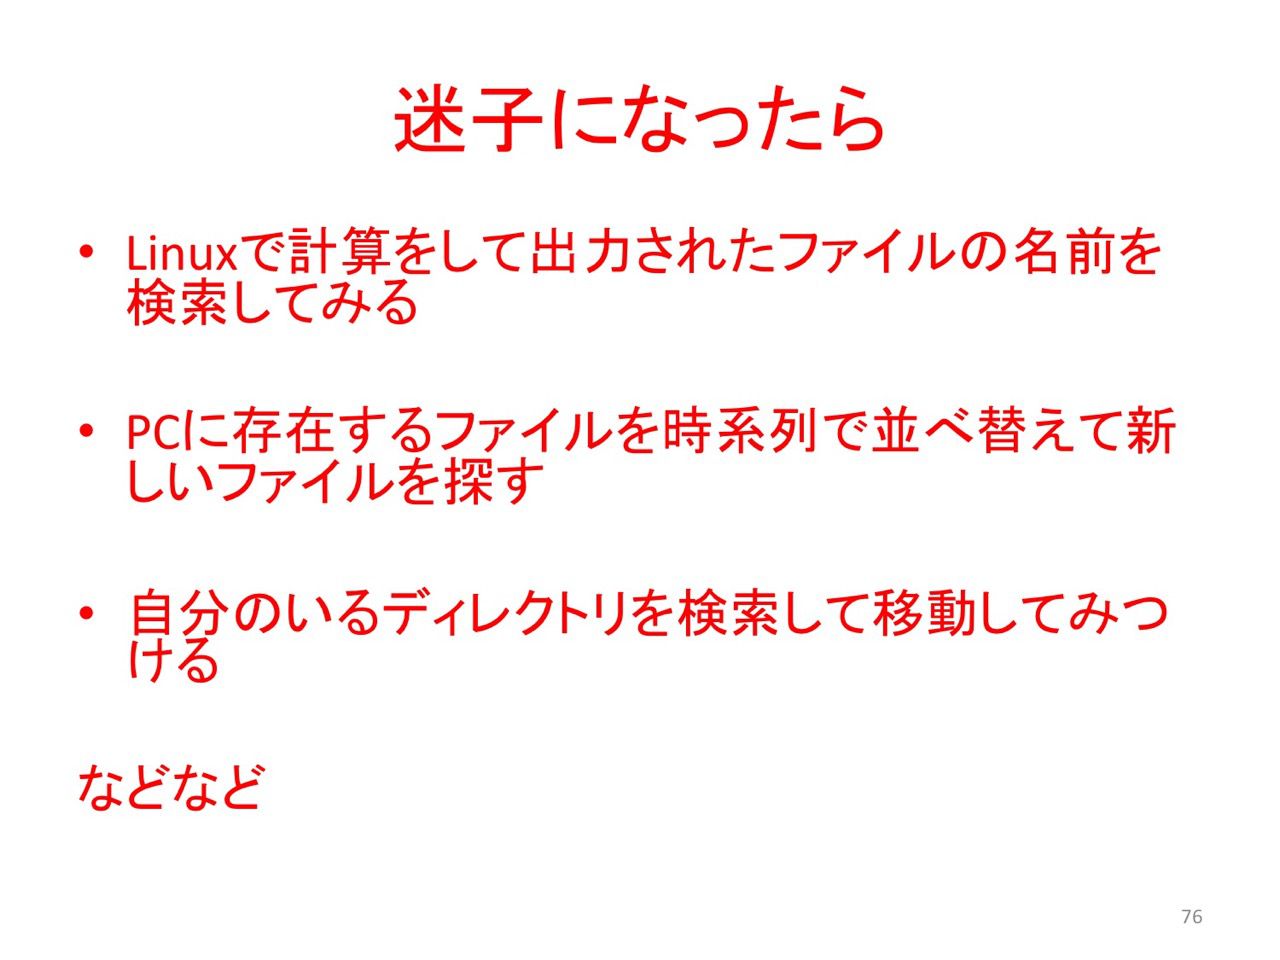 迷子になったら
• Linuxで計算をして出力されたファイルの名前を
検索してみる
• PCに存在するファイルを時系列で並べ替えて新
しいファイルを探す
• 自分のいるディレクトリを検索して移動してみつ
ける
などなど
76